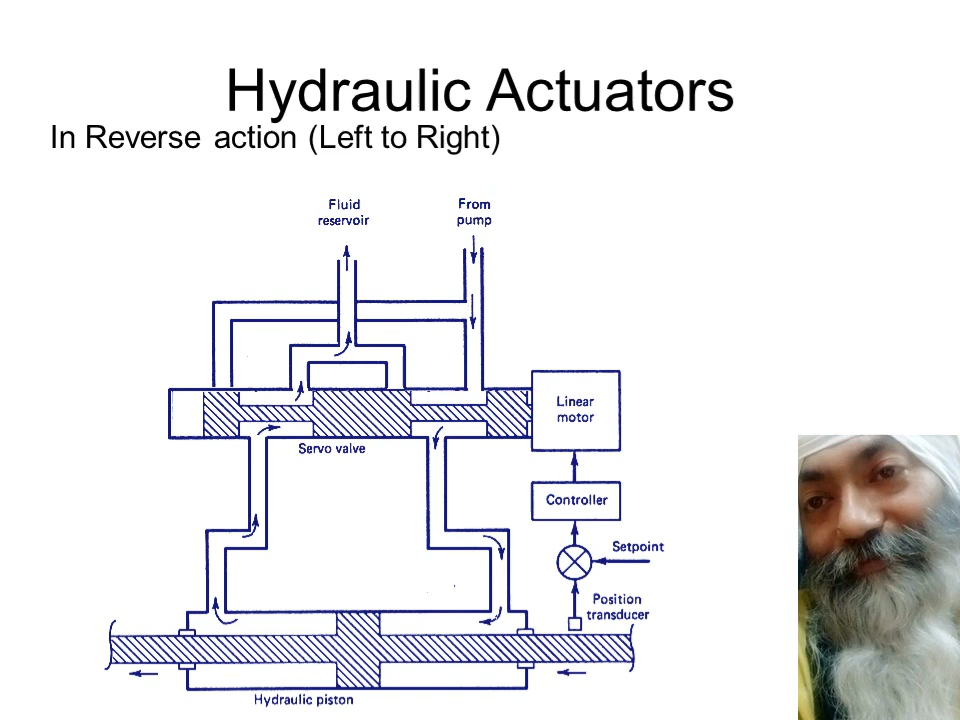 Hydraulic Actuators
In Reverse action (Left to Right)
Fluid
reservoir
From
pump
Linear
motor
Servo valve
Controller
Setpoint
Position
transducer
Hydraulic piston